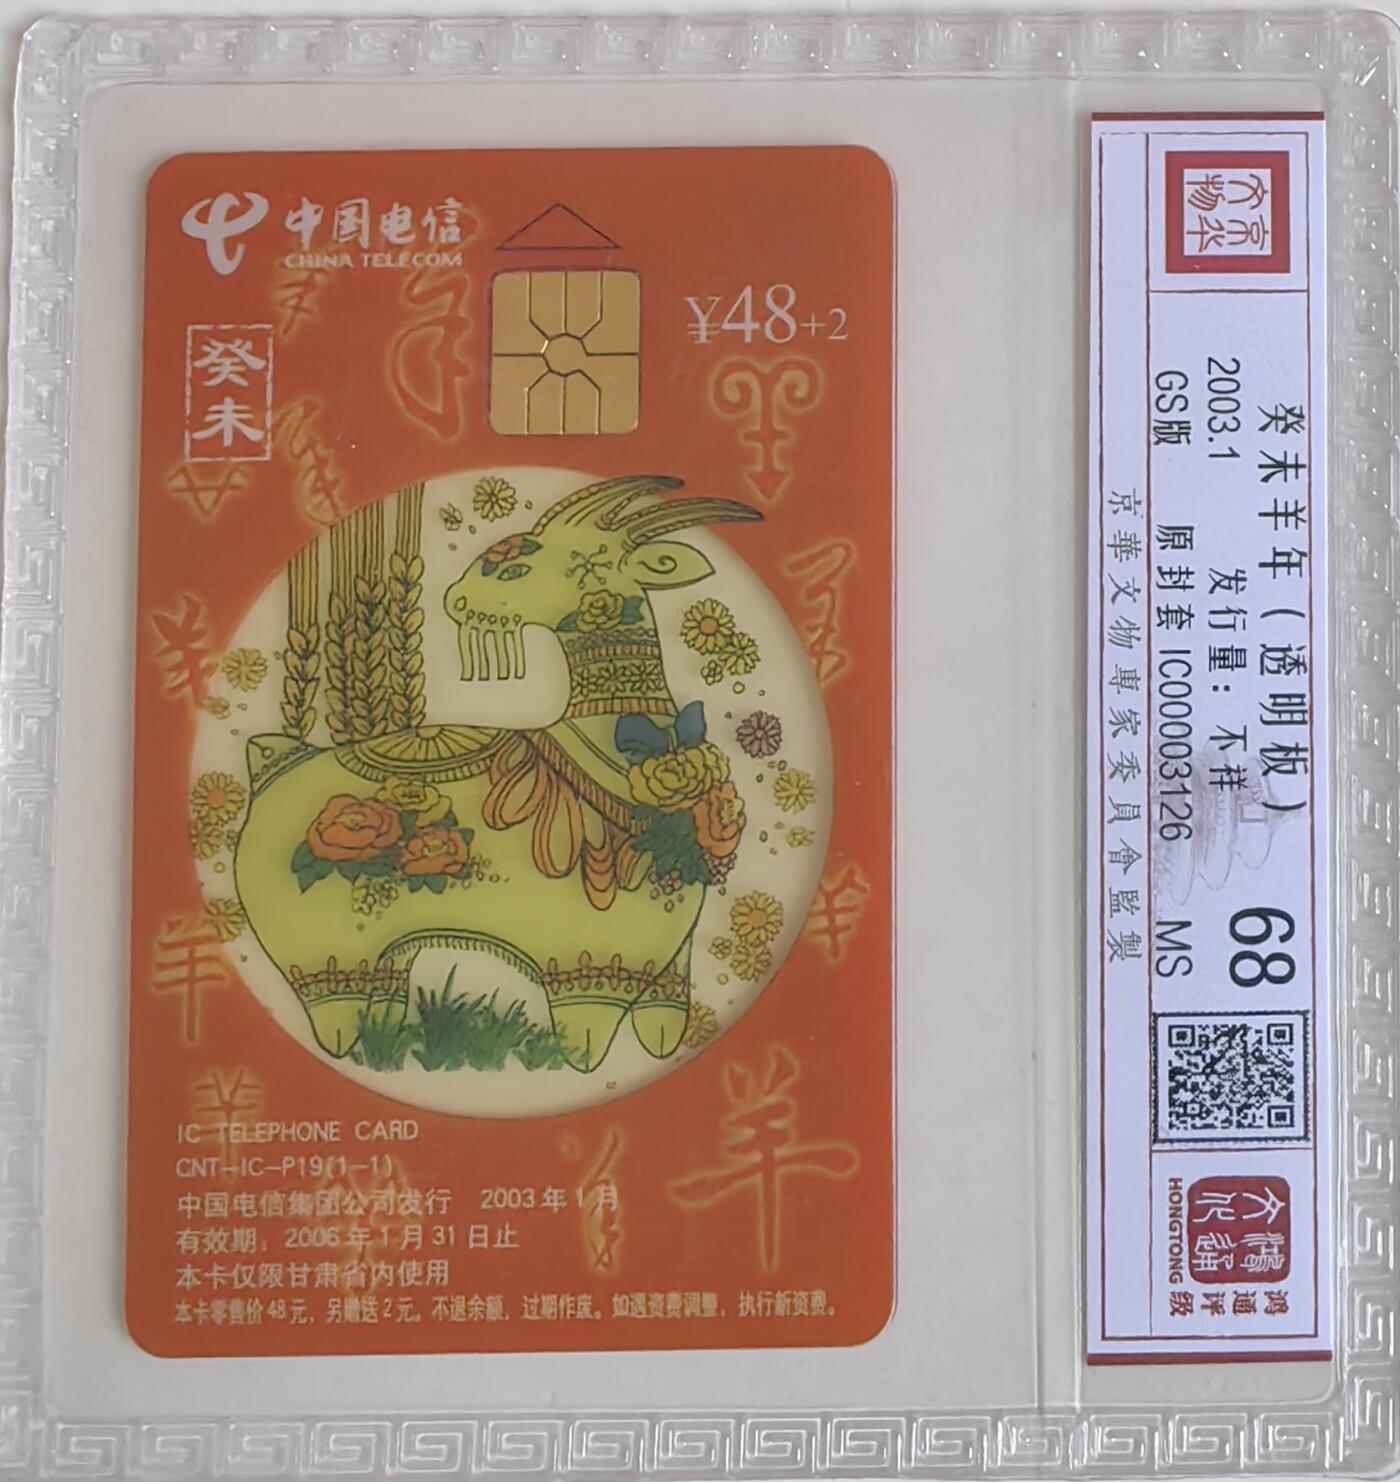 中国电信
CHINA TELECOM
¥48+2
癸未
羊
IC TELEPHONE CARD
CNT-IC-P19(1-1)
中国电信集团公司发行 2003年1月
有效期：2006年1月31日止
本卡仅限甘肃省内使用
本卡零售价48元，另赠送2元。不退余额，过期作废。如遇资费调整，执行新资费。
京华文物
癸未羊年(透明板)
68
2003.1 发行量：不祥
GS版 原封套 IC000031126 MS
京華文物專家委員會監製
HONGTONG
鸿通评级